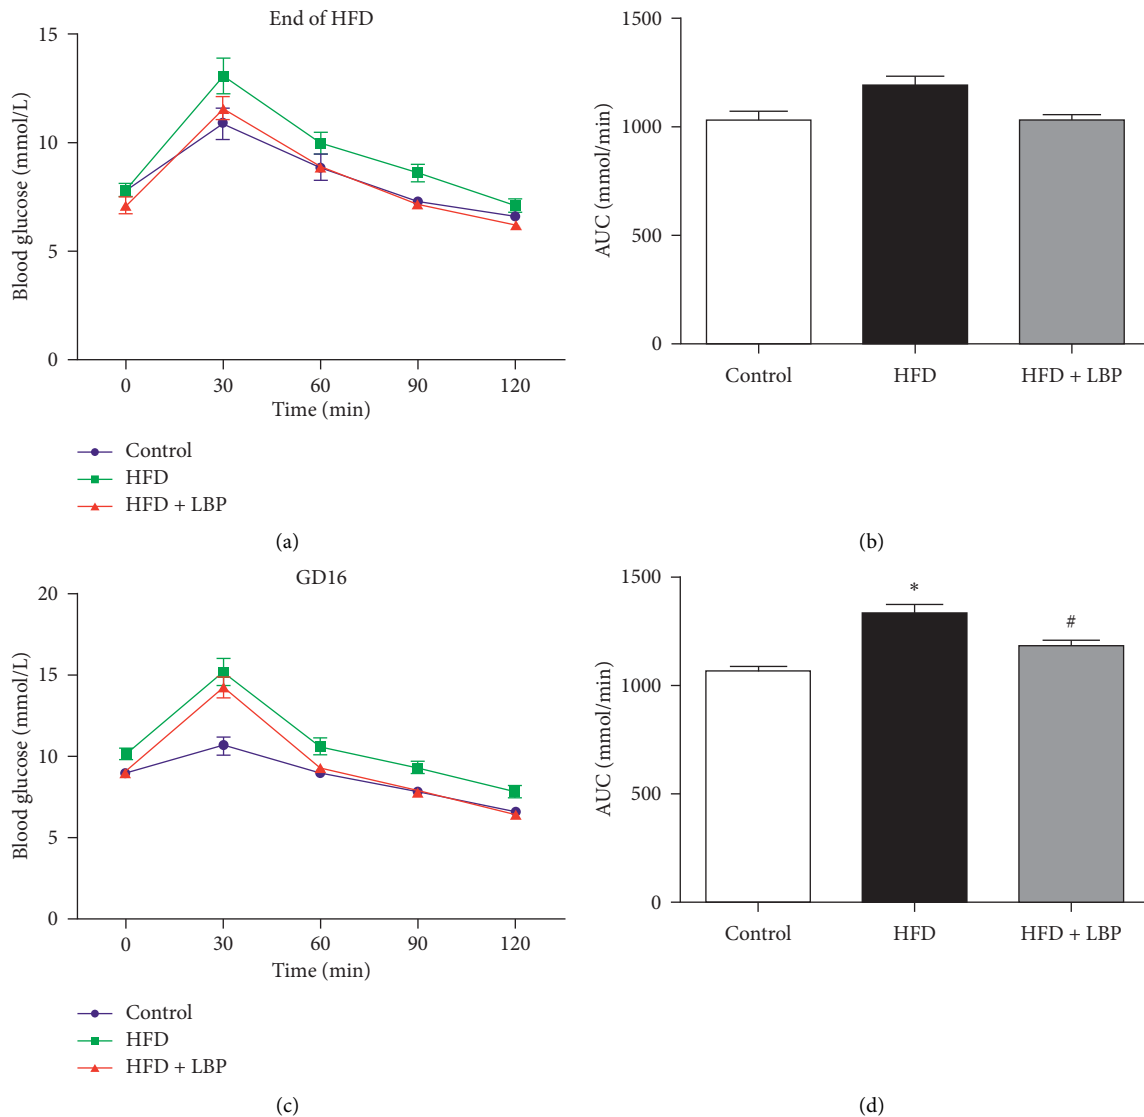 End of HFD
15
10
5
0
Blood glucose (mmol/L)
0 30 60 90 120
Time (min)
Control
HFD
HFD + LBP
(a)
1500
1000
500
0
AUC (mmol/min)
Control HFD HFD + LBP
(b)
GD16
20
15
10
5
0
Blood glucose (mmol/L)
0 30 60 90 120
Time (min)
Control
HFD
HFD + LBP
(c)
1500
1000
500
0
AUC (mmol/min)
*
#
Control HFD HFD + LBP
(d)